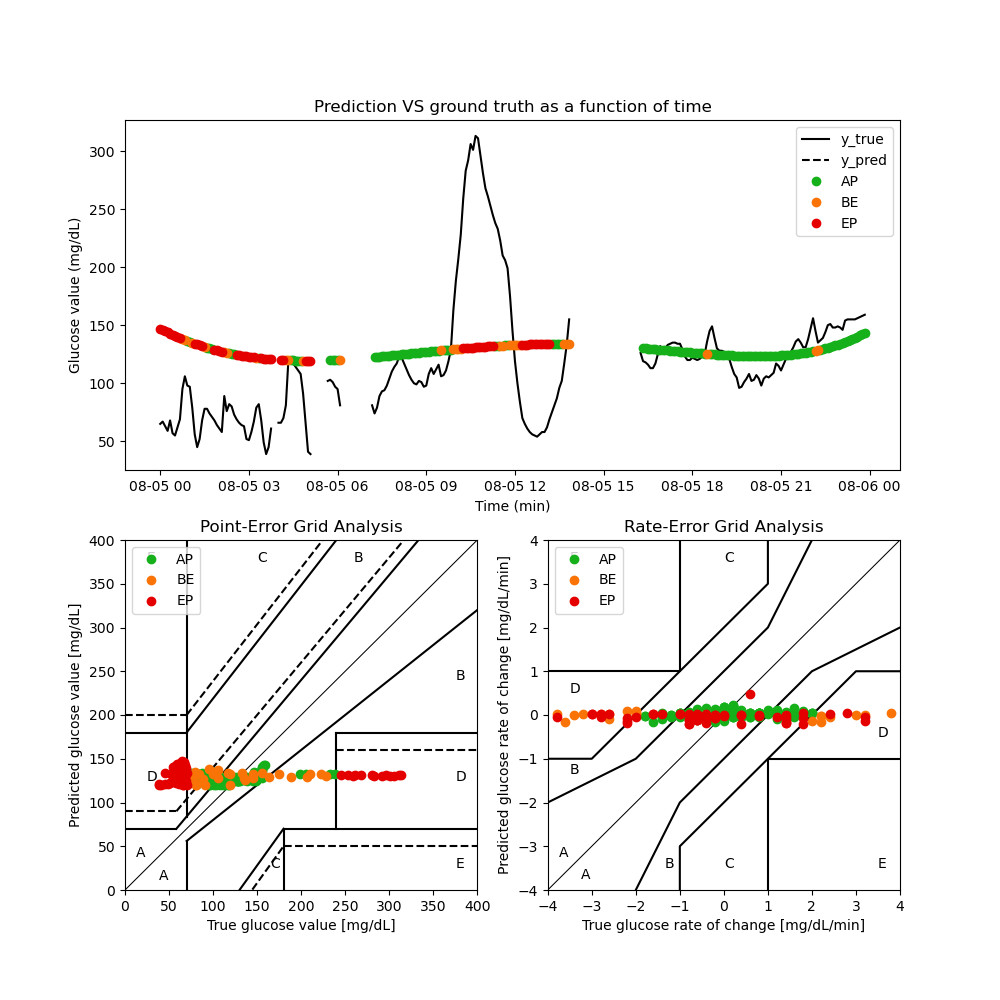 Prediction VS ground truth as a function of time
Glucose value (mg/dL)
300
250
200
150
100
50
y_true
y_pred
AP
BE
EP
08-05 00 08-05 03 08-05 06 08-05 09 08-05 12 08-05 15 08-05 18 08-05 21 08-06 00
Time (min)
Point-Error Grid Analysis
Predicted glucose value [mg/dL]
400
350
300
250
200
150
100
50
0
AP
BE
EP
C
B
B
D
D
A
A
C
E
0 50 100 150 200 250 300 350 400
True glucose value [mg/dL]
Rate-Error Grid Analysis
Predicted glucose rate of change [mg/dL/min]
4
3
2
1
0
−1
−2
−3
−4
AP
BE
EP
C
D
D
B
A
A
B
C
E
−4 −3 −2 −1 0 1 2 3 4
True glucose rate of change [mg/dL/min]